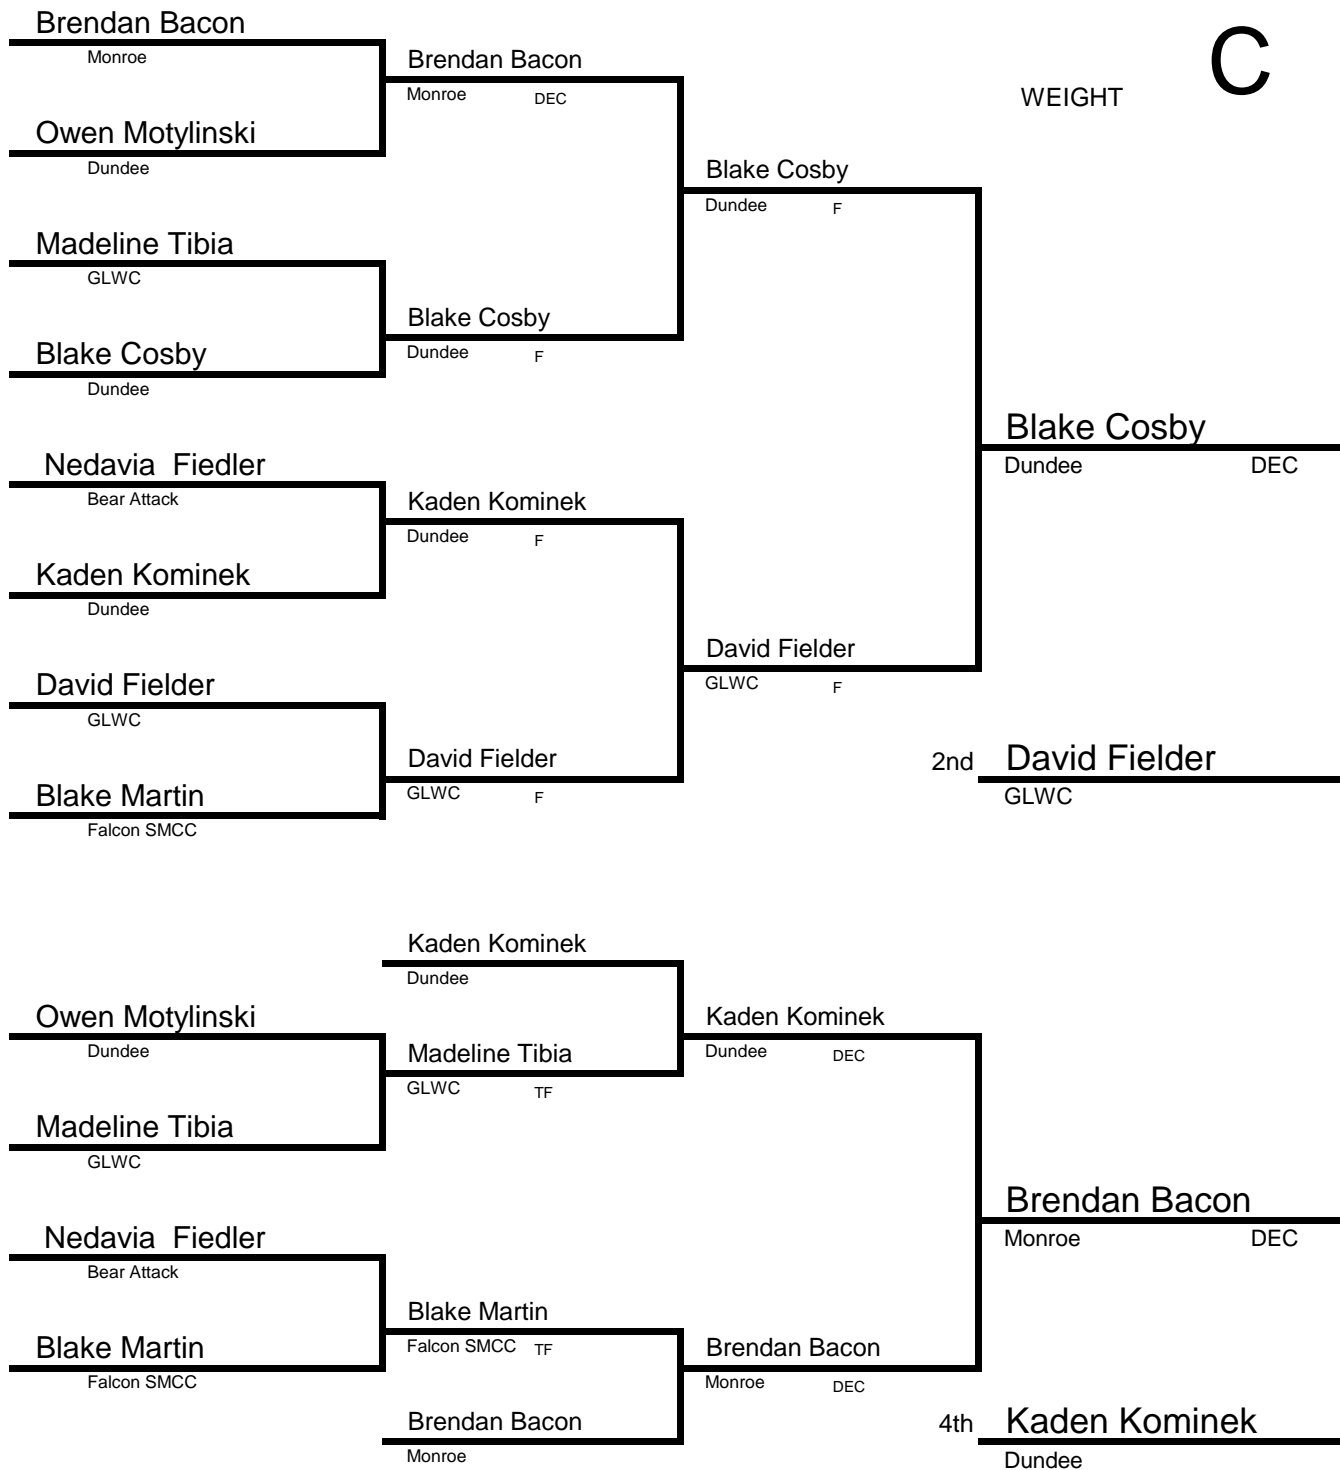 Brendan Bacon
Monroe
Brendan Bacon
Monroe DEC
WEIGHT C
Owen Motylinski
Dundee
Blake Cosby
Dundee F
Madeline Tibia
GLWC
Blake Cosby
Dundee F
Blake Cosby
Dundee
Blake Cosby
Dundee DEC
Nedavia Fiedler
Bear Attack
Kaden Kominek
Dundee F
Kaden Kominek
Dundee
David Fielder
GLWC F
David Fielder
GLWC
David Fielder
GLWC F
2nd David Fielder
GLWC
Blake Martin
Falcon SMCC
Kaden Kominek
Dundee
Owen Motylinski
Dundee
Kaden Kominek
Dundee DEC
Madeline Tibia
GLWC TF
Madeline Tibia
GLWC
Brendan Bacon
Monroe DEC
Nedavia Fiedler
Bear Attack
Blake Martin
Falcon SMCC TF
Blake Martin
Falcon SMCC
Brendan Bacon
Monroe DEC
Brendan Bacon
Monroe
4th Kaden Kominek
Dundee